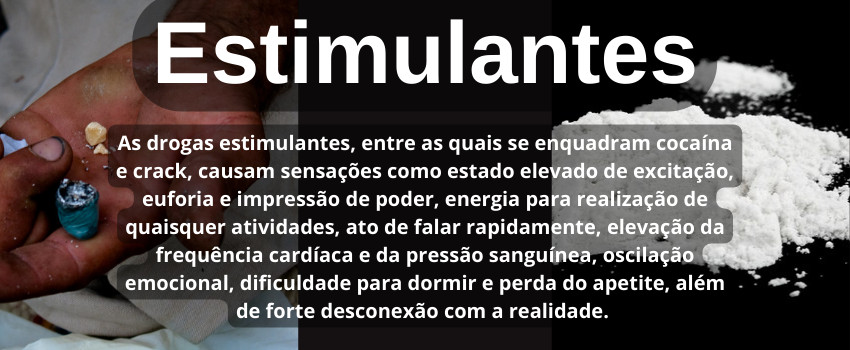 Estimulantes
As drogas estimulantes, entre as quais se enquadram cocaína
e crack, causam sensações como estado elevado de excitação,
euforia e impressão de poder, energia para realização de
quaisquer atividades, ato de falar rapidamente, elevação da
frequência cardíaca e da pressão sanguínea, oscilação
emocional, dificuldade para dormir e perda do apetite, além
de forte desconexão com a realidade.